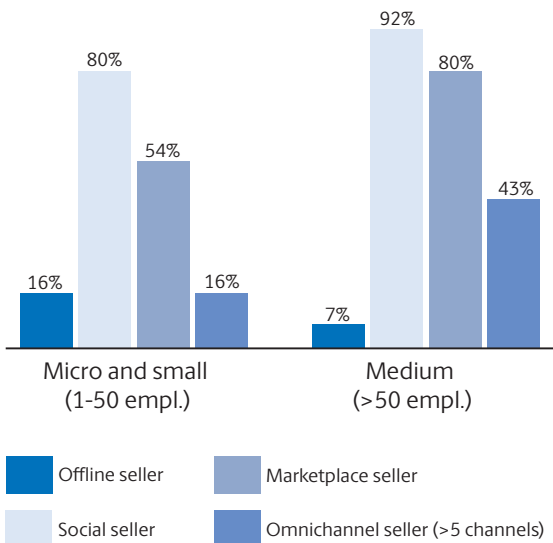 92%
80%
80%
54%
43%
16%
16%
7%
Micro and small
(1-50 empl.)
Medium
(>50 empl.)
Offline seller
Marketplace seller
Social seller
Omnichannel seller (>5 channels)